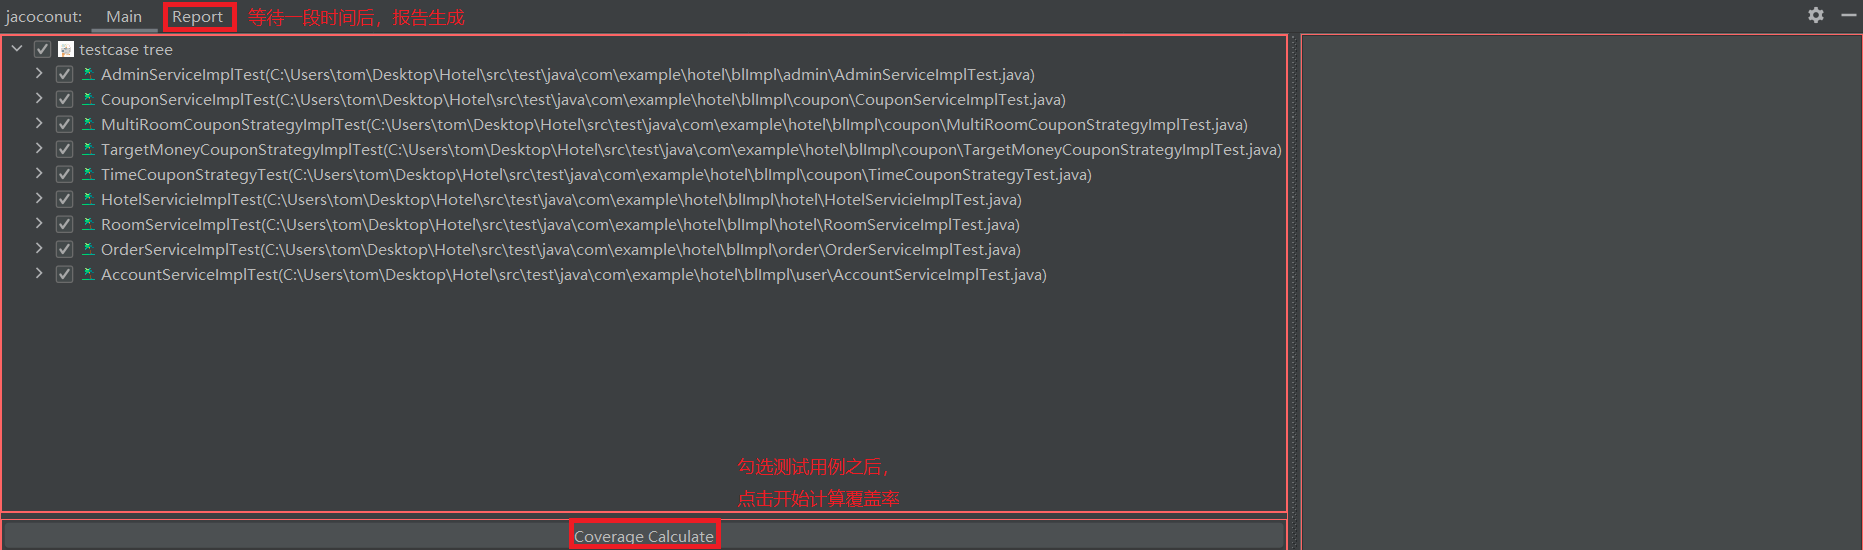 jacoconut: Main Report 等待一段时间后，报告生成
testcase tree
AdminServiceImplTest(C:\Users\tom\Desktop\Hotel\src\test\java\com\example\hotel\blImpl\admin\AdminServiceImplTest.java)
CouponServiceImplTest(C:\Users\tom\Desktop\Hotel\src\test\java\com\example\hotel\blImpl\coupon\CouponServiceImplTest.java)
MultiRoomCouponStrategyImplTest(C:\Users\tom\Desktop\Hotel\src\test\java\com\example\hotel\blImpl\coupon\MultiRoomCouponStrategyImplTest.java)
TargetMoneyCouponStrategyImplTest(C:\Users\tom\Desktop\Hotel\src\test\java\com\example\hotel\blImpl\coupon\TargetMoneyCouponStrategyImplTest.java)
TimeCouponStrategyTest(C:\Users\tom\Desktop\Hotel\src\test\java\com\example\hotel\blImpl\coupon\TimeCouponStrategyTest.java)
HotelServicieImplTest(C:\Users\tom\Desktop\Hotel\src\test\java\com\example\hotel\blImpl\hotel\HotelServicieImplTest.java)
RoomServiceImplTest(C:\Users\tom\Desktop\Hotel\src\test\java\com\example\hotel\blImpl\hotel\RoomServiceImplTest.java)
OrderServiceImplTest(C:\Users\tom\Desktop\Hotel\src\test\java\com\example\hotel\blImpl\order\OrderServiceImplTest.java)
AccountServiceImplTest(C:\Users\tom\Desktop\Hotel\src\test\java\com\example\hotel\blImpl\user\AccountServiceImplTest.java)
勾选测试用例之后，
点击开始计算覆盖率
Coverage Calculate